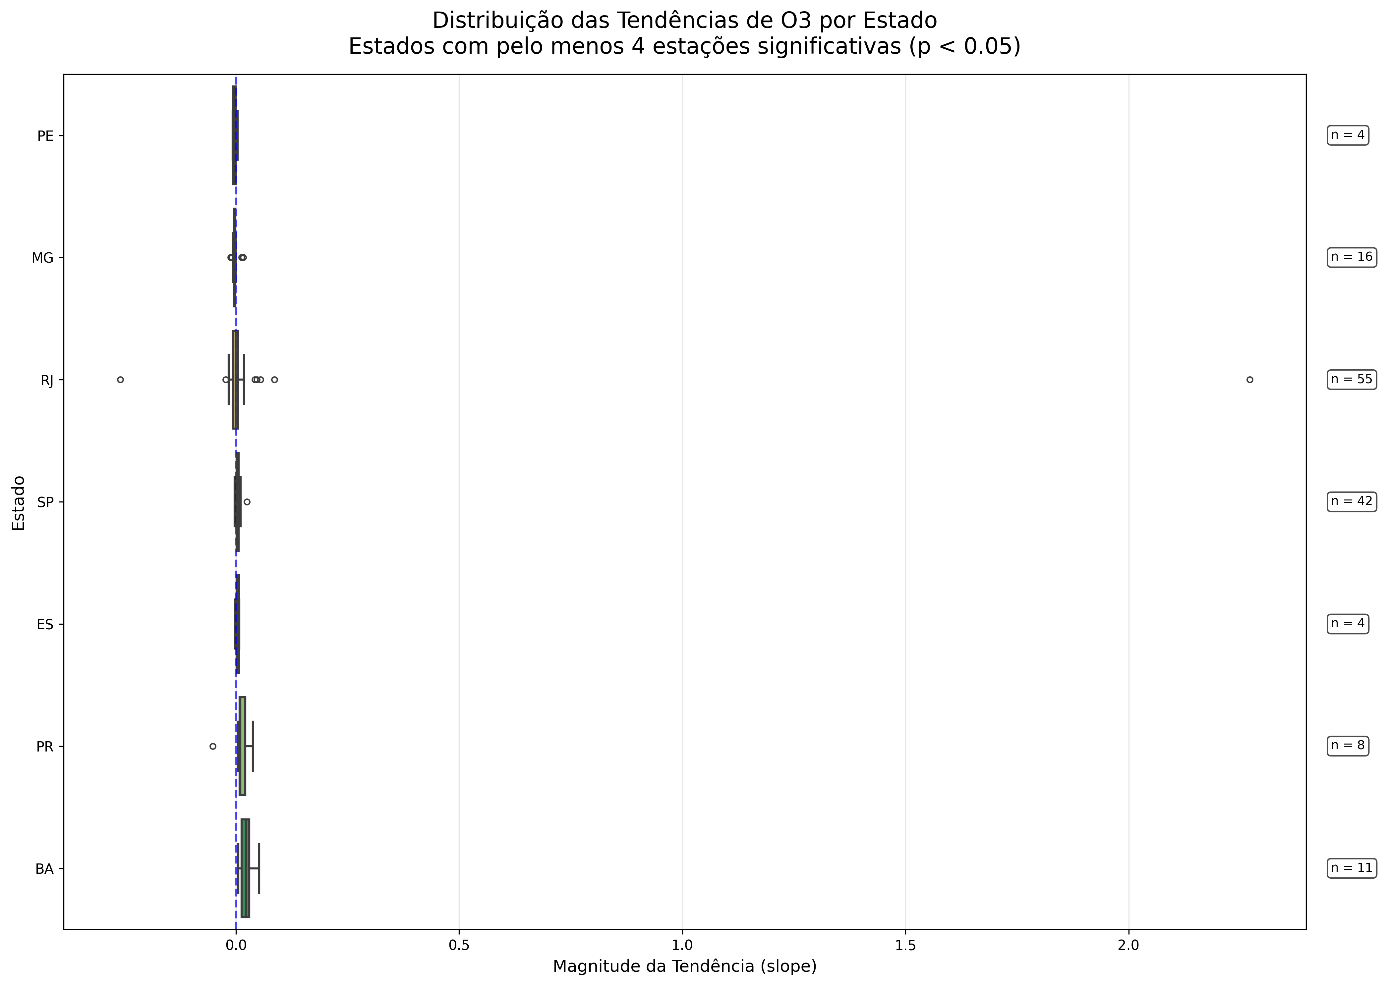 Distribuição das Tendências de O3 por Estado
Estados com pelo menos 4 estações significativas (p < 0.05)
PE
n = 4
MG
n = 16
RJ
n = 55
SP
n = 42
ES
n = 4
PR
n = 8
BA
n = 11
Estado
0.0 0.5 1.0 1.5 2.0
Magnitude da Tendência (slope)